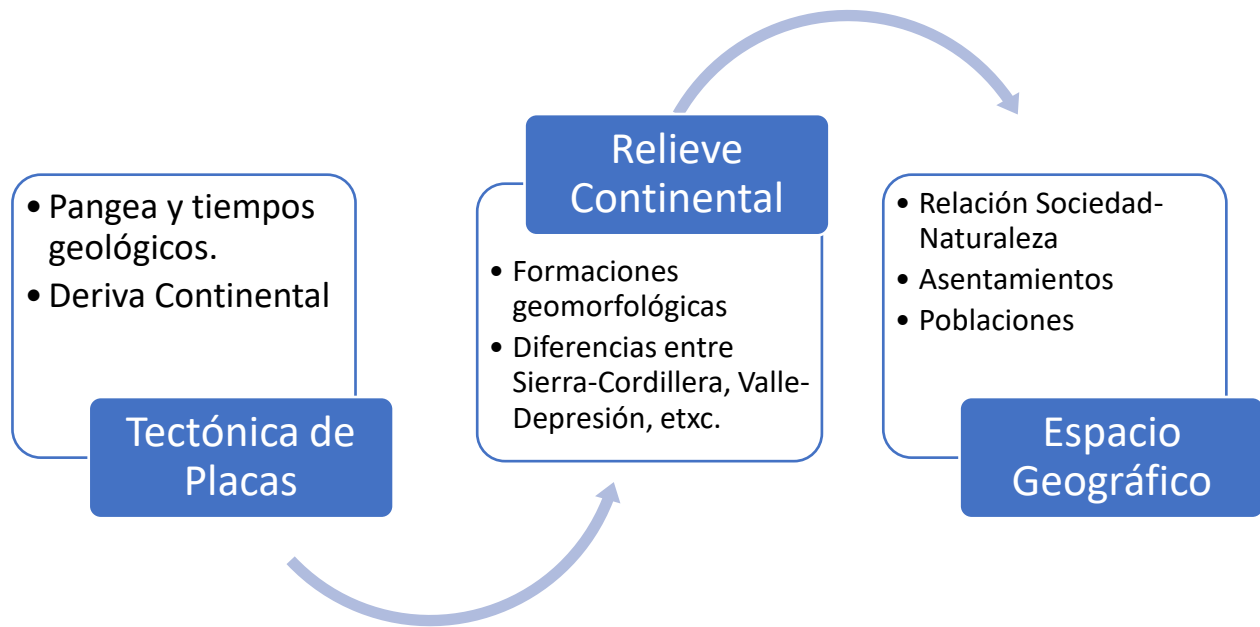 • Pangea y tiempos
geológicos.
• Deriva Continental
Tectónica de
Placas
Relieve
Continental
• Formaciones
geomorfológicas
• Diferencias entre
Sierra-Cordillera, Valle-
Depresión, etxc.
• Relación Sociedad-
Naturaleza
• Asentamientos
• Poblaciones
Espacio
Geográfico